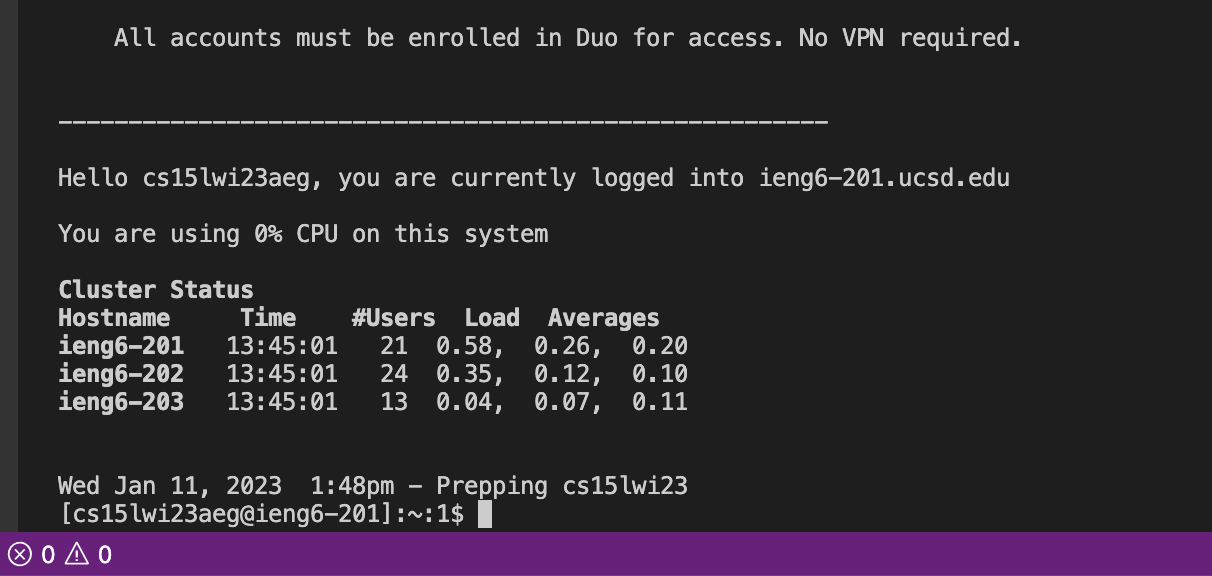 All accounts must be enrolled in Duo for access. No VPN required.
-------------------------------------------------------
Hello cs15lwi23aeg, you are currently logged into ieng6-201.ucsd.edu
You are using 0% CPU on this system
Cluster Status
Hostname     Time    #Users  Load  Averages
ieng6-201   13:45:01   21  0.58,  0.26,  0.20
ieng6-202   13:45:01   24  0.35,  0.12,  0.10
ieng6-203   13:45:01   13  0.04,  0.07,  0.11
Wed Jan 11, 2023  1:48pm - Prepping cs15lwi23
[cs15lwi23aeg@ieng6-201]:~:1$
0 0